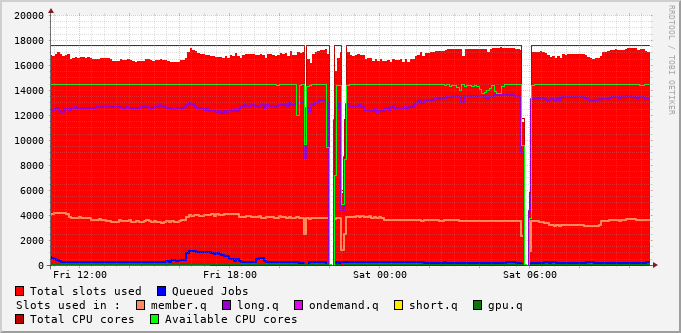 20000
18000
16000
14000
12000
10000
8000
6000
4000
2000
0
Fri 12:00 Fri 18:00 Sat 00:00 Sat 06:00
RRDTOOL / TOBI OETIKER
Total slots used Queued Jobs
Slots used in : member.q long.q ondemand.q short.q gpu.q
Total CPU cores Available CPU cores